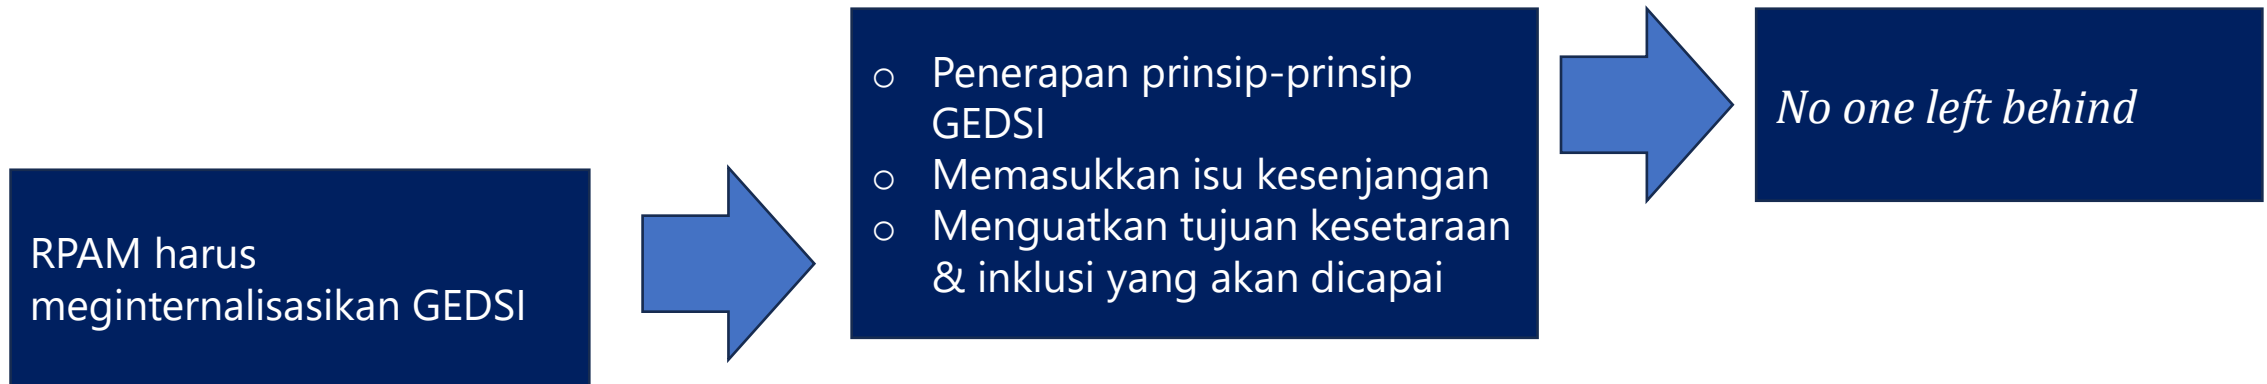 RPAM harus
meginternalisasikan GEDSI
o Penerapan prinsip-prinsip
GEDSI
o Memasukkan isu kesenjangan
o Menguatkan tujuan kesetaraan
& inklusi yang akan dicapai
No one left behind